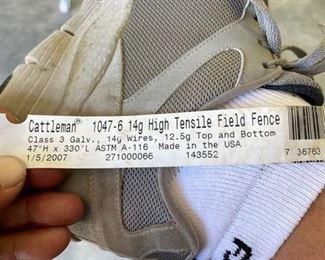 Cattleman® 1047-6 14g High Tensile Field Fence
Class 3 Galv., 14g Wires, 12.5g Top and Bottom
47"H x 330'L ASTM A-116 Made in the USA
1/5/2007 271000066 143552 7 36763